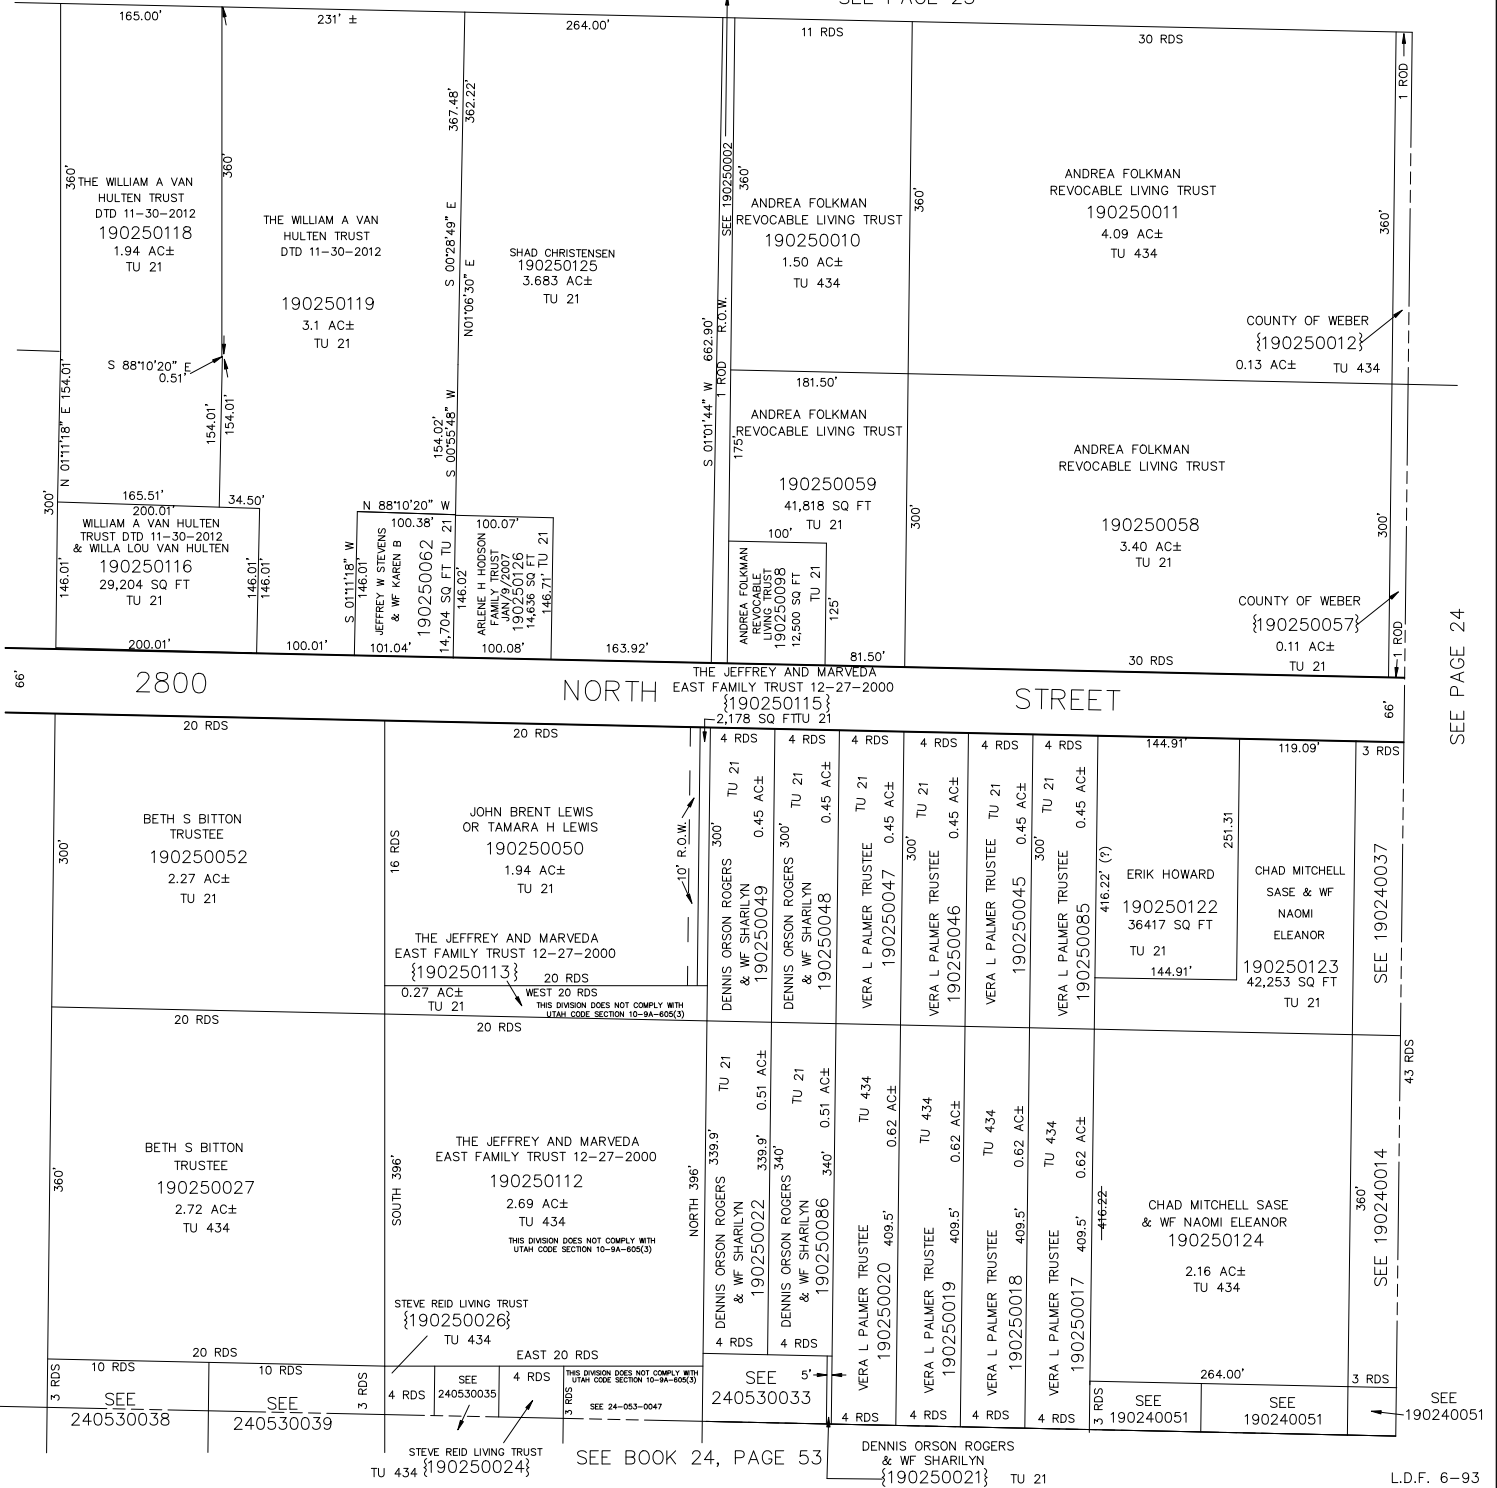 SEE PAGE 25
165.00'
231' ±
264.00'
11 RDS
30 RDS
1 ROD
360'
360'
367.48'
362.22'
SEE 190250002
360'
360'
360'
THE WILLIAM A VAN
HULTEN TRUST
DTD 11-30-2012
190250118
1.94 AC±
TU 21
THE WILLIAM A VAN
HULTEN TRUST
DTD 11-30-2012
190250119
3.1 AC±
TU 21
S 00°28'49" E
N01°06'30" E
SHAD CHRISTENSEN
190250125
3.683 AC±
TU 21
ANDREA FOLKMAN
REVOCABLE LIVING TRUST
190250010
1.50 AC±
TU 434
ANDREA FOLKMAN
REVOCABLE LIVING TRUST
190250011
4.09 AC±
TU 434
COUNTY OF WEBER
{190250012}
0.13 AC± TU 434
S 88°10'20" E
0.51'
N 01°11'18" E 154.01'
154.01'
154.01'
154.02'
S 00°55'48" W
S 01°01'44" W 662.90'
1 ROD R.O.W.
181.50'
ANDREA FOLKMAN
REVOCABLE LIVING TRUST
175'
190250059
41,818 SQ FT
TU 21
300'
ANDREA FOLKMAN
REVOCABLE LIVING TRUST
190250058
3.40 AC±
TU 21
300'
300'
165.51'
200.01'
34.50'
WILLIAM A VAN HULTEN
TRUST DTD 11-30-2012
& WILLA LOU VAN HULTEN
190250116
29,204 SQ FT
TU 21
146.01'
146.01'
146.01'
200.01'
100.01'
N 88°10'20" W
100.38'
S 01°11'18" W
146.01'
JEFFREY W STEVENS
& WF KAREN B
190250062
14,704 SQ FT TU 21
101.04'
100.07'
146.02'
ARLENE H HODSON
FAMILY TRUST
JAN/9/2007
190250126
14,636 SQ FT
146.71' TU 21
100.08'
163.92'
100'
ANDREA FOLKMAN
REVOCABLE
LIVING TRUST
190250098
12,500 SQ FT
TU 21
125'
81.50'
COUNTY OF WEBER
{190250057}
0.11 AC±
TU 21
1 ROD
30 RDS
SEE PAGE 24
66'
2800
NORTH
STREET
66'
THE JEFFREY AND MARVEDA
EAST FAMILY TRUST 12-27-2000
{190250115}
2,178 SQ FTTU 21
20 RDS
20 RDS
4 RDS
4 RDS
4 RDS
4 RDS
4 RDS
4 RDS
144.91'
119.09'
3 RDS
300'
BETH S BITTON
TRUSTEE
190250052
2.27 AC±
TU 21
16 RDS
JOHN BRENT LEWIS
OR TAMARA H LEWIS
190250050
1.94 AC±
TU 21
10' R.O.W.
THE JEFFREY AND MARVEDA
EAST FAMILY TRUST 12-27-2000
{190250113}
20 RDS
0.27 AC±
TU 21
WEST 20 RDS
THIS DIVISION DOES NOT COMPLY WITH
UTAH CODE SECTION 10-9A-605(3)
TU 21
300' 0.45 AC±
DENNIS ORSON ROGERS
& WF SHARILYN
190250049
TU 21
300' 0.45 AC±
DENNIS ORSON ROGERS
& WF SHARILYN
190250048
TU 21
0.45 AC±
VERA L PALMER TRUSTEE
190250047
TU 21
300' 0.45 AC±
VERA L PALMER TRUSTEE
190250046
TU 21
0.45 AC±
VERA L PALMER TRUSTEE
190250045
TU 21
300' 0.45 AC±
VERA L PALMER TRUSTEE
190250085
416.22' (?)
251.31
ERIK HOWARD
190250122
36417 SQ FT
TU 21
144.91'
CHAD MITCHELL
SASE & WF
NAOMI
ELEANOR
190250123
42,253 SQ FT
TU 21
SEE 190240037
43 RDS
20 RDS
20 RDS
360'
BETH S BITTON
TRUSTEE
190250027
2.72 AC±
TU 434
SOUTH 396'
THE JEFFREY AND MARVEDA
EAST FAMILY TRUST 12-27-2000
190250112
2.69 AC±
TU 434
THIS DIVISION DOES NOT COMPLY WITH
UTAH CODE SECTION 10-9A-605(3)
NORTH 396'
TU 21
0.51 AC±
339.9'
339.9'
DENNIS ORSON ROGERS
& WF SHARILYN
190250022
4 RDS
TU 21
0.51 AC±
340'
340'
DENNIS ORSON ROGERS
& WF SHARILYN
190250086
4 RDS
TU 434
0.62 AC±
409.5'
VERA L PALMER TRUSTEE
190250020
4 RDS
TU 434
0.62 AC±
409.5'
VERA L PALMER TRUSTEE
190250019
4 RDS
TU 434
0.62 AC±
409.5'
VERA L PALMER TRUSTEE
190250018
4 RDS
TU 434
0.62 AC±
409.5'
VERA L PALMER TRUSTEE
190250017
4 RDS
416.22
CHAD MITCHELL SASE
& WF NAOMI ELEANOR
190250124
2.16 AC±
TU 434
264.00'
360'
SEE 190240014
3 RDS
STEVE REID LIVING TRUST
{190250026}
TU 434
20 RDS
EAST 20 RDS
3 RDS
10 RDS
SEE
240530038
10 RDS
SEE
240530039
3 RDS
4 RDS
SEE
240530035
4 RDS
3 RDS
THIS DIVISION DOES NOT COMPLY WITH
UTAH CODE SECTION 10-9A-605(3)
SEE 24-053-0047
SEE
240530033
5'
3 RDS
SEE
190240051
SEE
190240051
SEE
190240051
STEVE REID LIVING TRUST
TU 434 {190250024}
SEE BOOK 24, PAGE 53
DENNIS ORSON ROGERS
& WF SHARILYN
{190250021} TU 21
L.D.F. 6-93